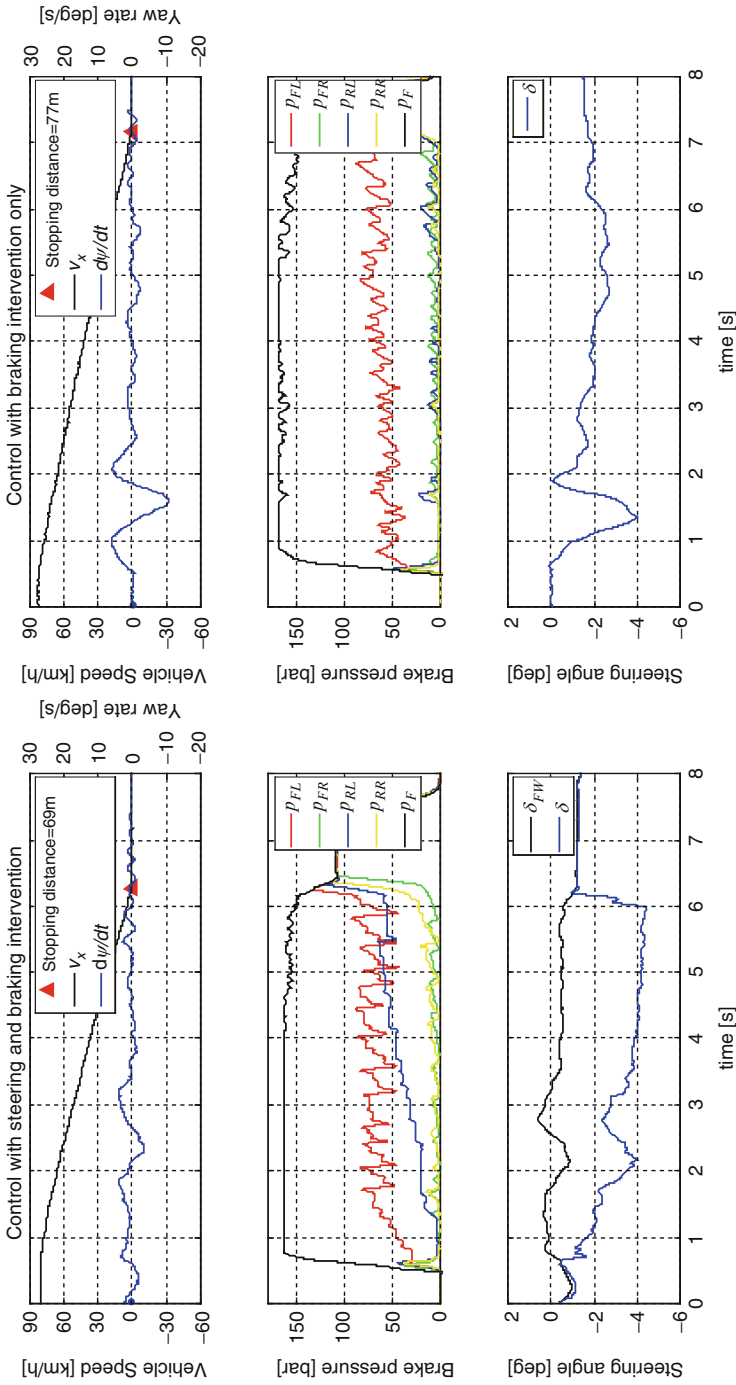 Control with steering and braking intervention
Vehicle Speed [km/h]
90
60
30
0
−30
−60
Yaw rate [deg/s]
30
20
10
0
−10
−20
Stopping distance=69m
v_x
dψ/dt
Brake pressure [bar]
150
100
50
0
p_FL
p_FR
p_RL
p_RR
p_F
Steering angle [deg]
2
0
−2
−4
−6
δ_FW
δ
0 1 2 3 4 5 6 7 8
time [s]
Control with braking intervention only
Vehicle Speed [km/h]
90
60
30
0
−30
−60
Yaw rate [deg/s]
30
20
10
0
−10
−20
Stopping distance=77m
v_x
dψ/dt
Brake pressure [bar]
150
100
50
0
p_FL
p_FR
p_RL
p_RR
p_F
Steering angle [deg]
2
0
−2
−4
−6
δ
0 1 2 3 4 5 6 7 8
time [s]